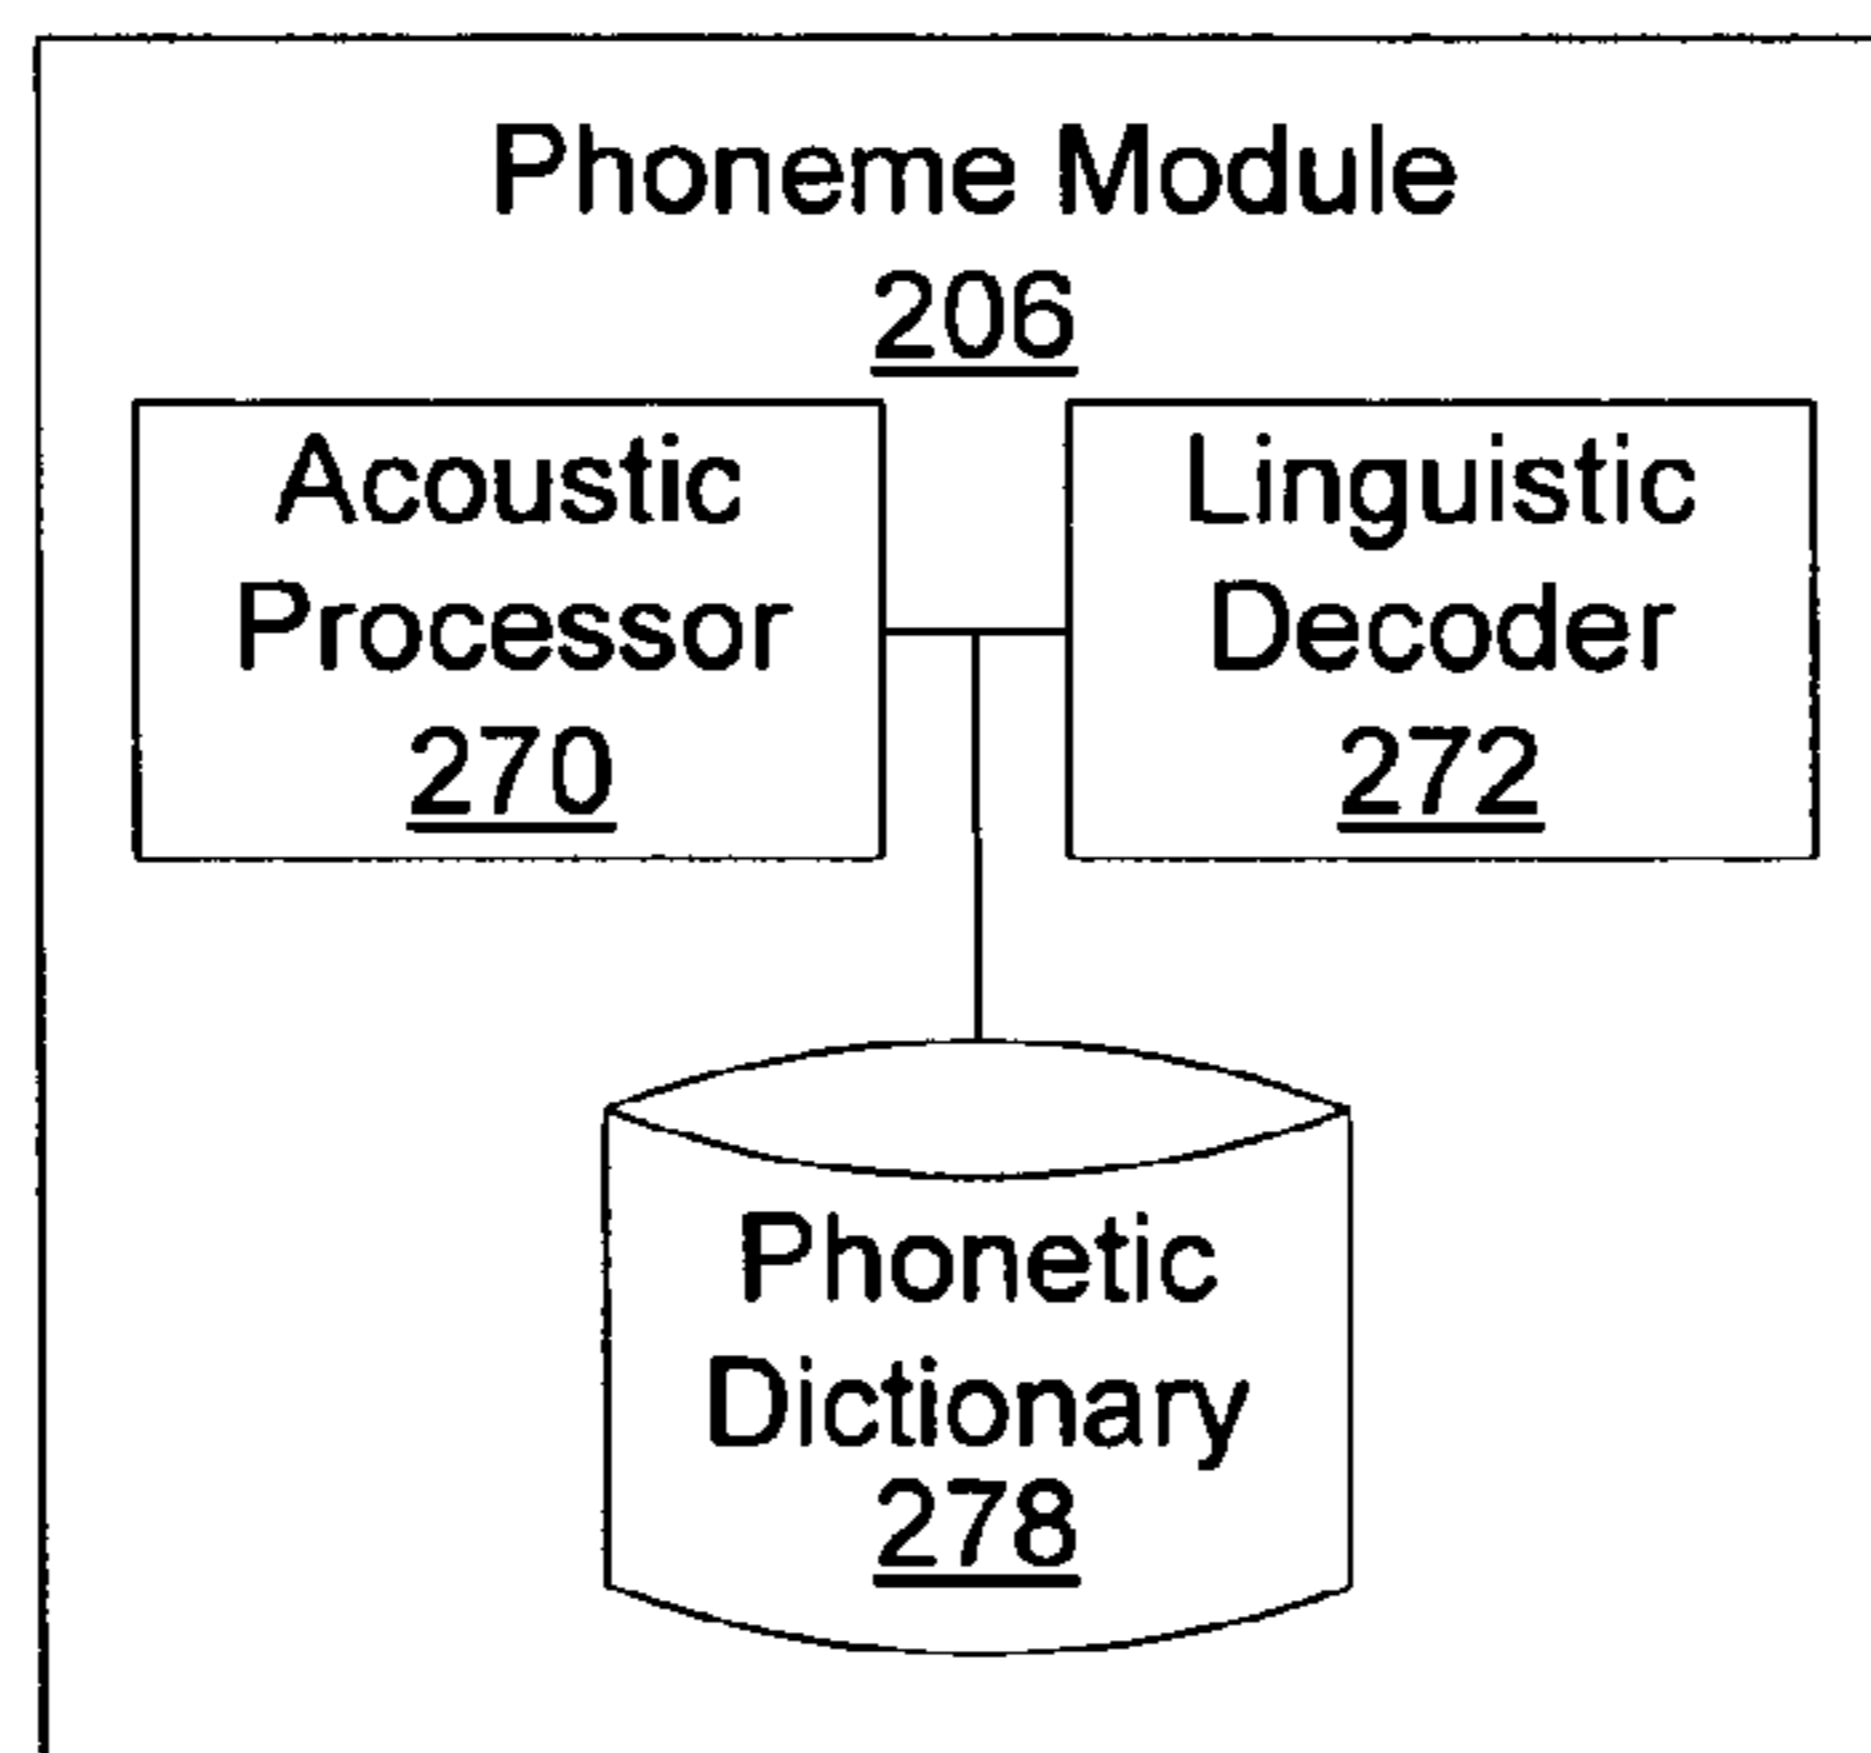 Phoneme Module
206
Acoustic
Processor
270
Linguistic
Decoder
272
Phonetic
Dictionary
278